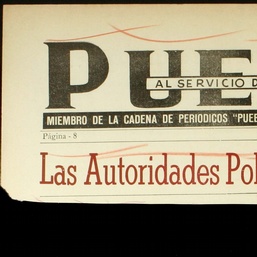 PUE
AL SERVICIO D
MIEMBRO DE LA CADENA DE PERIODICOS "PUEB
Página - 8
Las Autoridades Pol